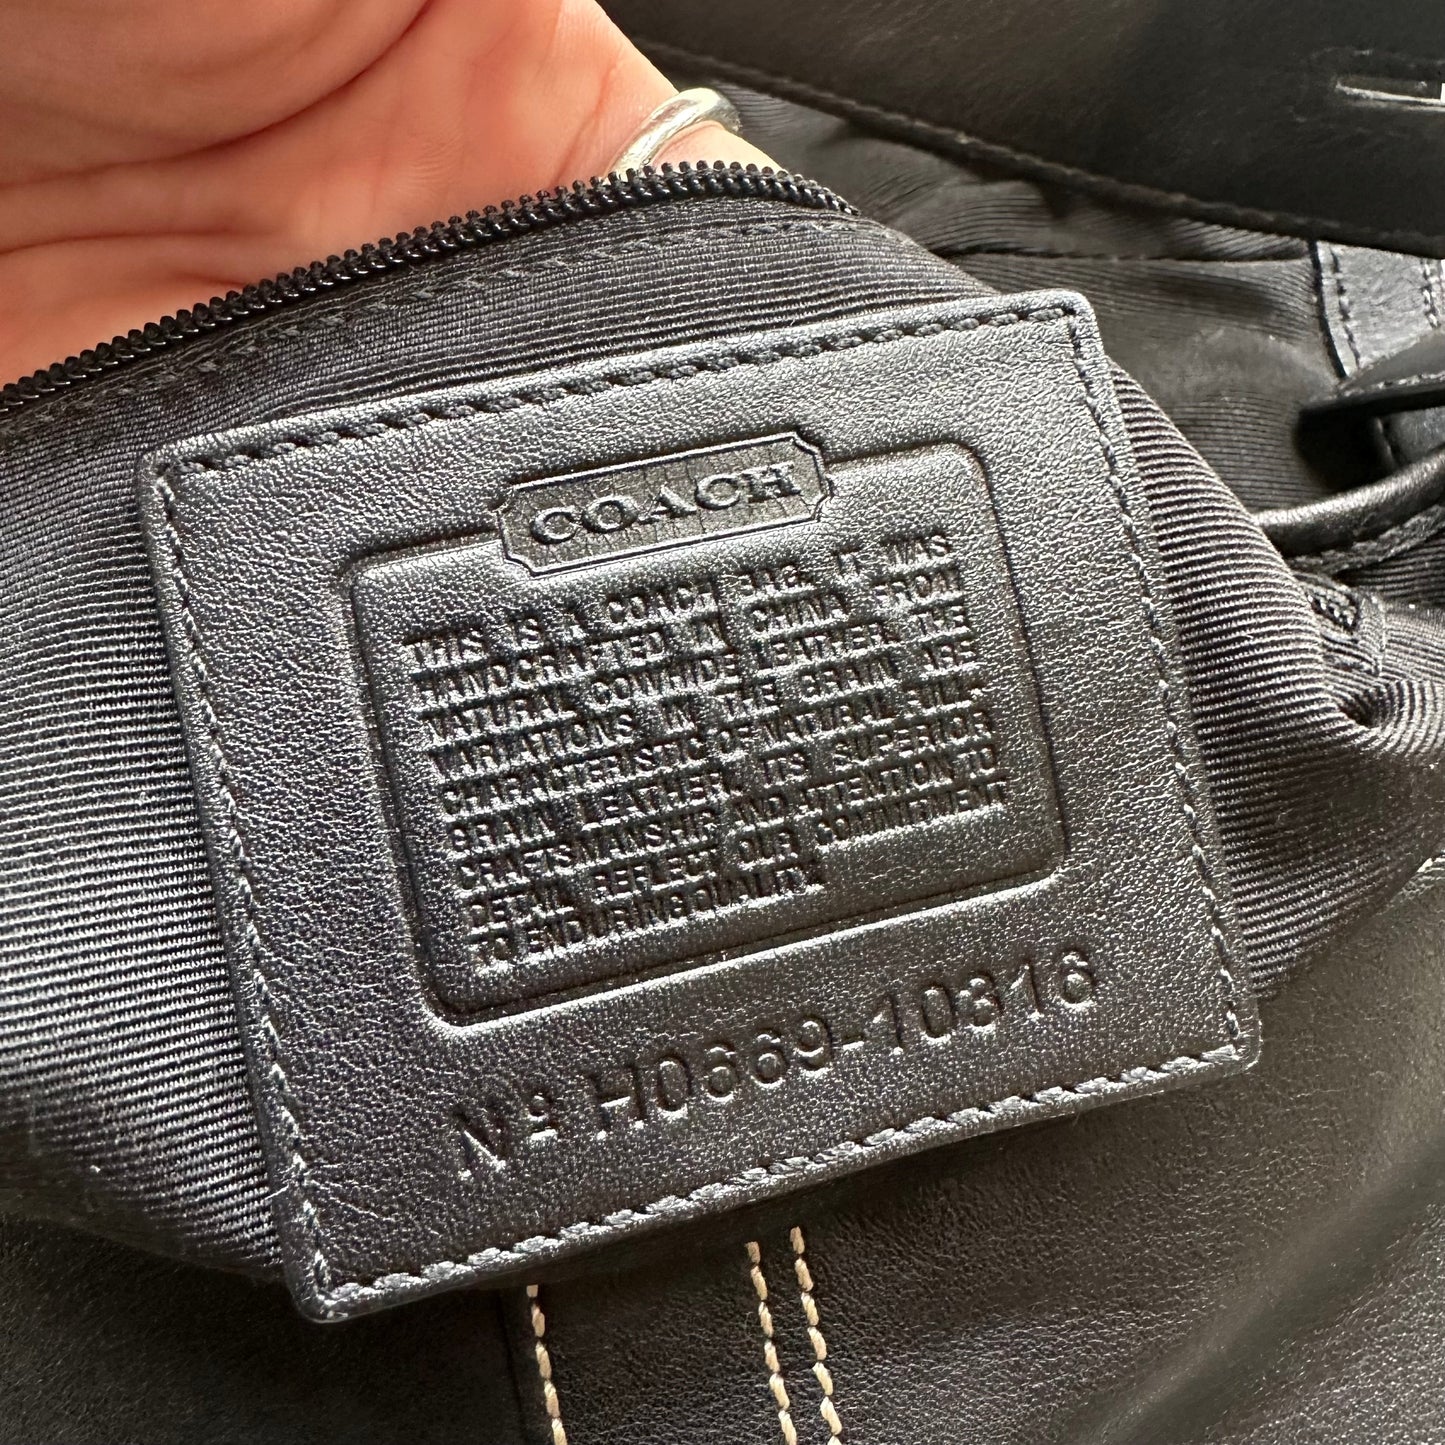 COACH
THIS IS A COACH BAG. IT WAS
HANDCRAFTED IN CHINA FROM
NATURAL COWHIDE LEATHER. THE
VARIATIONS IN THE GRAIN ARE
CHARACTERISTIC OF NATURAL FULL-
GRAIN LEATHER. ITS SUPERIOR
CRAFTSMANSHIP AND ATTENTION TO
DETAIL REFLECT OUR COMMITMENT
TO ENDURING QUALITY.
Nº H0669-10316